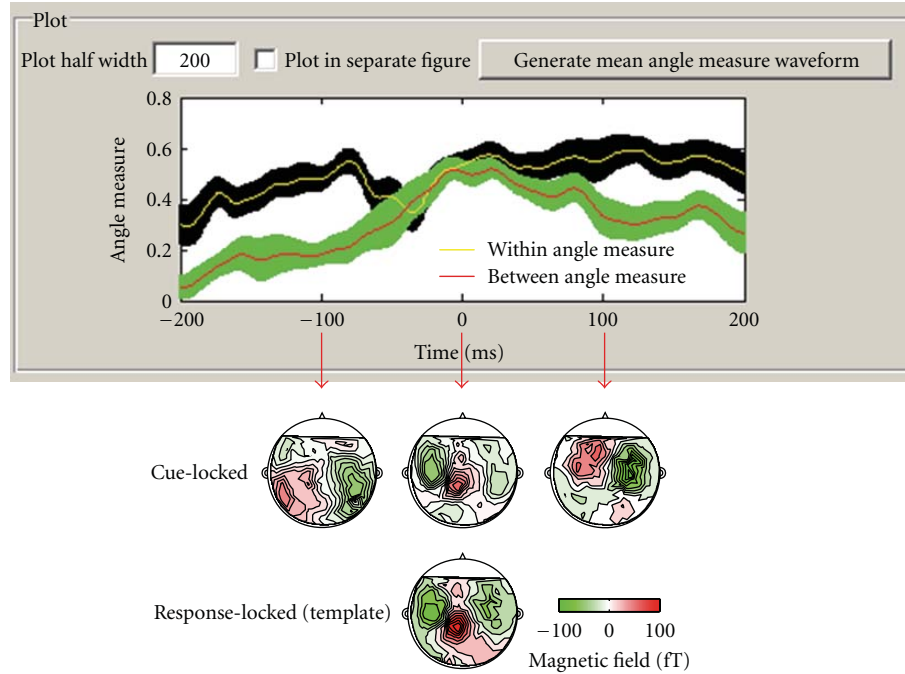 Plot
Plot half width 200 Plot in separate figure Generate mean angle measure waveform
0.8
0.6
0.4
0.2
0
Angle measure
Within angle measure
Between angle measure
−200 −100 0 100 200
Time (ms)
Cue-locked
Response-locked (template)
−100 0 100
Magnetic field (fT)